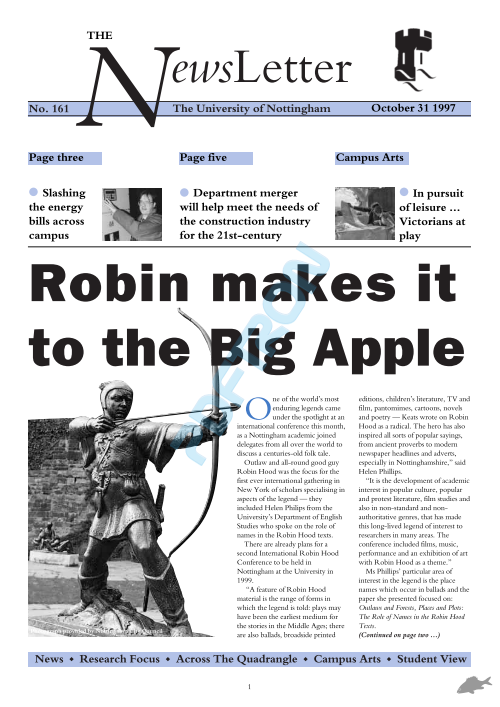 THE
NewsLetter
No. 161 The University of Nottingham October 31 1997
Page three
Slashing
the energy
bills across
campus
Page five
Department merger
will help meet the needs of
the construction industry
for the 21st-century
Campus Arts
In pursuit
of leisure …
Victorians at
play
Robin makes it
to the Big Apple
One of the world's most
enduring legends came
under the spotlight at an
international conference this month,
as a Nottingham academic joined
delegates from all over the world to
discuss a centuries-old folk tale.
Outlaw and all-round good guy
Robin Hood was the focus for the
first ever international gathering in
New York of scholars specialising in
aspects of the legend — they
included Helen Philips from the
University's Department of English
Studies who spoke on the role of
names in the Robin Hood texts.
There are already plans for a
second International Robin Hood
Conference to be held in
Nottingham at the University in
1999.
"A feature of Robin Hood
material is the range of forms in
which the legend is told: plays may
have been the earliest medium for
the stories in the Middle Ages; there
are also ballads, broadside printed
editions, children's literature, TV and
film, pantomimes, cartoons, novels
and poetry — Keats wrote on Robin
Hood as a radical. The hero has also
inspired all sorts of popular sayings,
from ancient proverbs to modern
newspaper headlines and adverts,
especially in Nottinghamshire," said
Helen Phillips.
"It is the development of academic
interest in popular culture, popular
and protest literature, film studies and
also in non-standard and non-
authoritative genres, that has made
this long-lived legend of interest to
researchers in many areas. The
conference included films, music,
performance and an exhibition of art
with Robin Hood as a theme."
Ms Phillips' particular area of
interest in the legend is the place
names which occur in ballads and the
paper she presented focused on:
Outlaws and Forests, Places and Plots:
The Role of Names in the Robin Hood
Texts.
(Continued on page two …)
News • Research Focus • Across The Quadrangle • Campus Arts • Student View
1